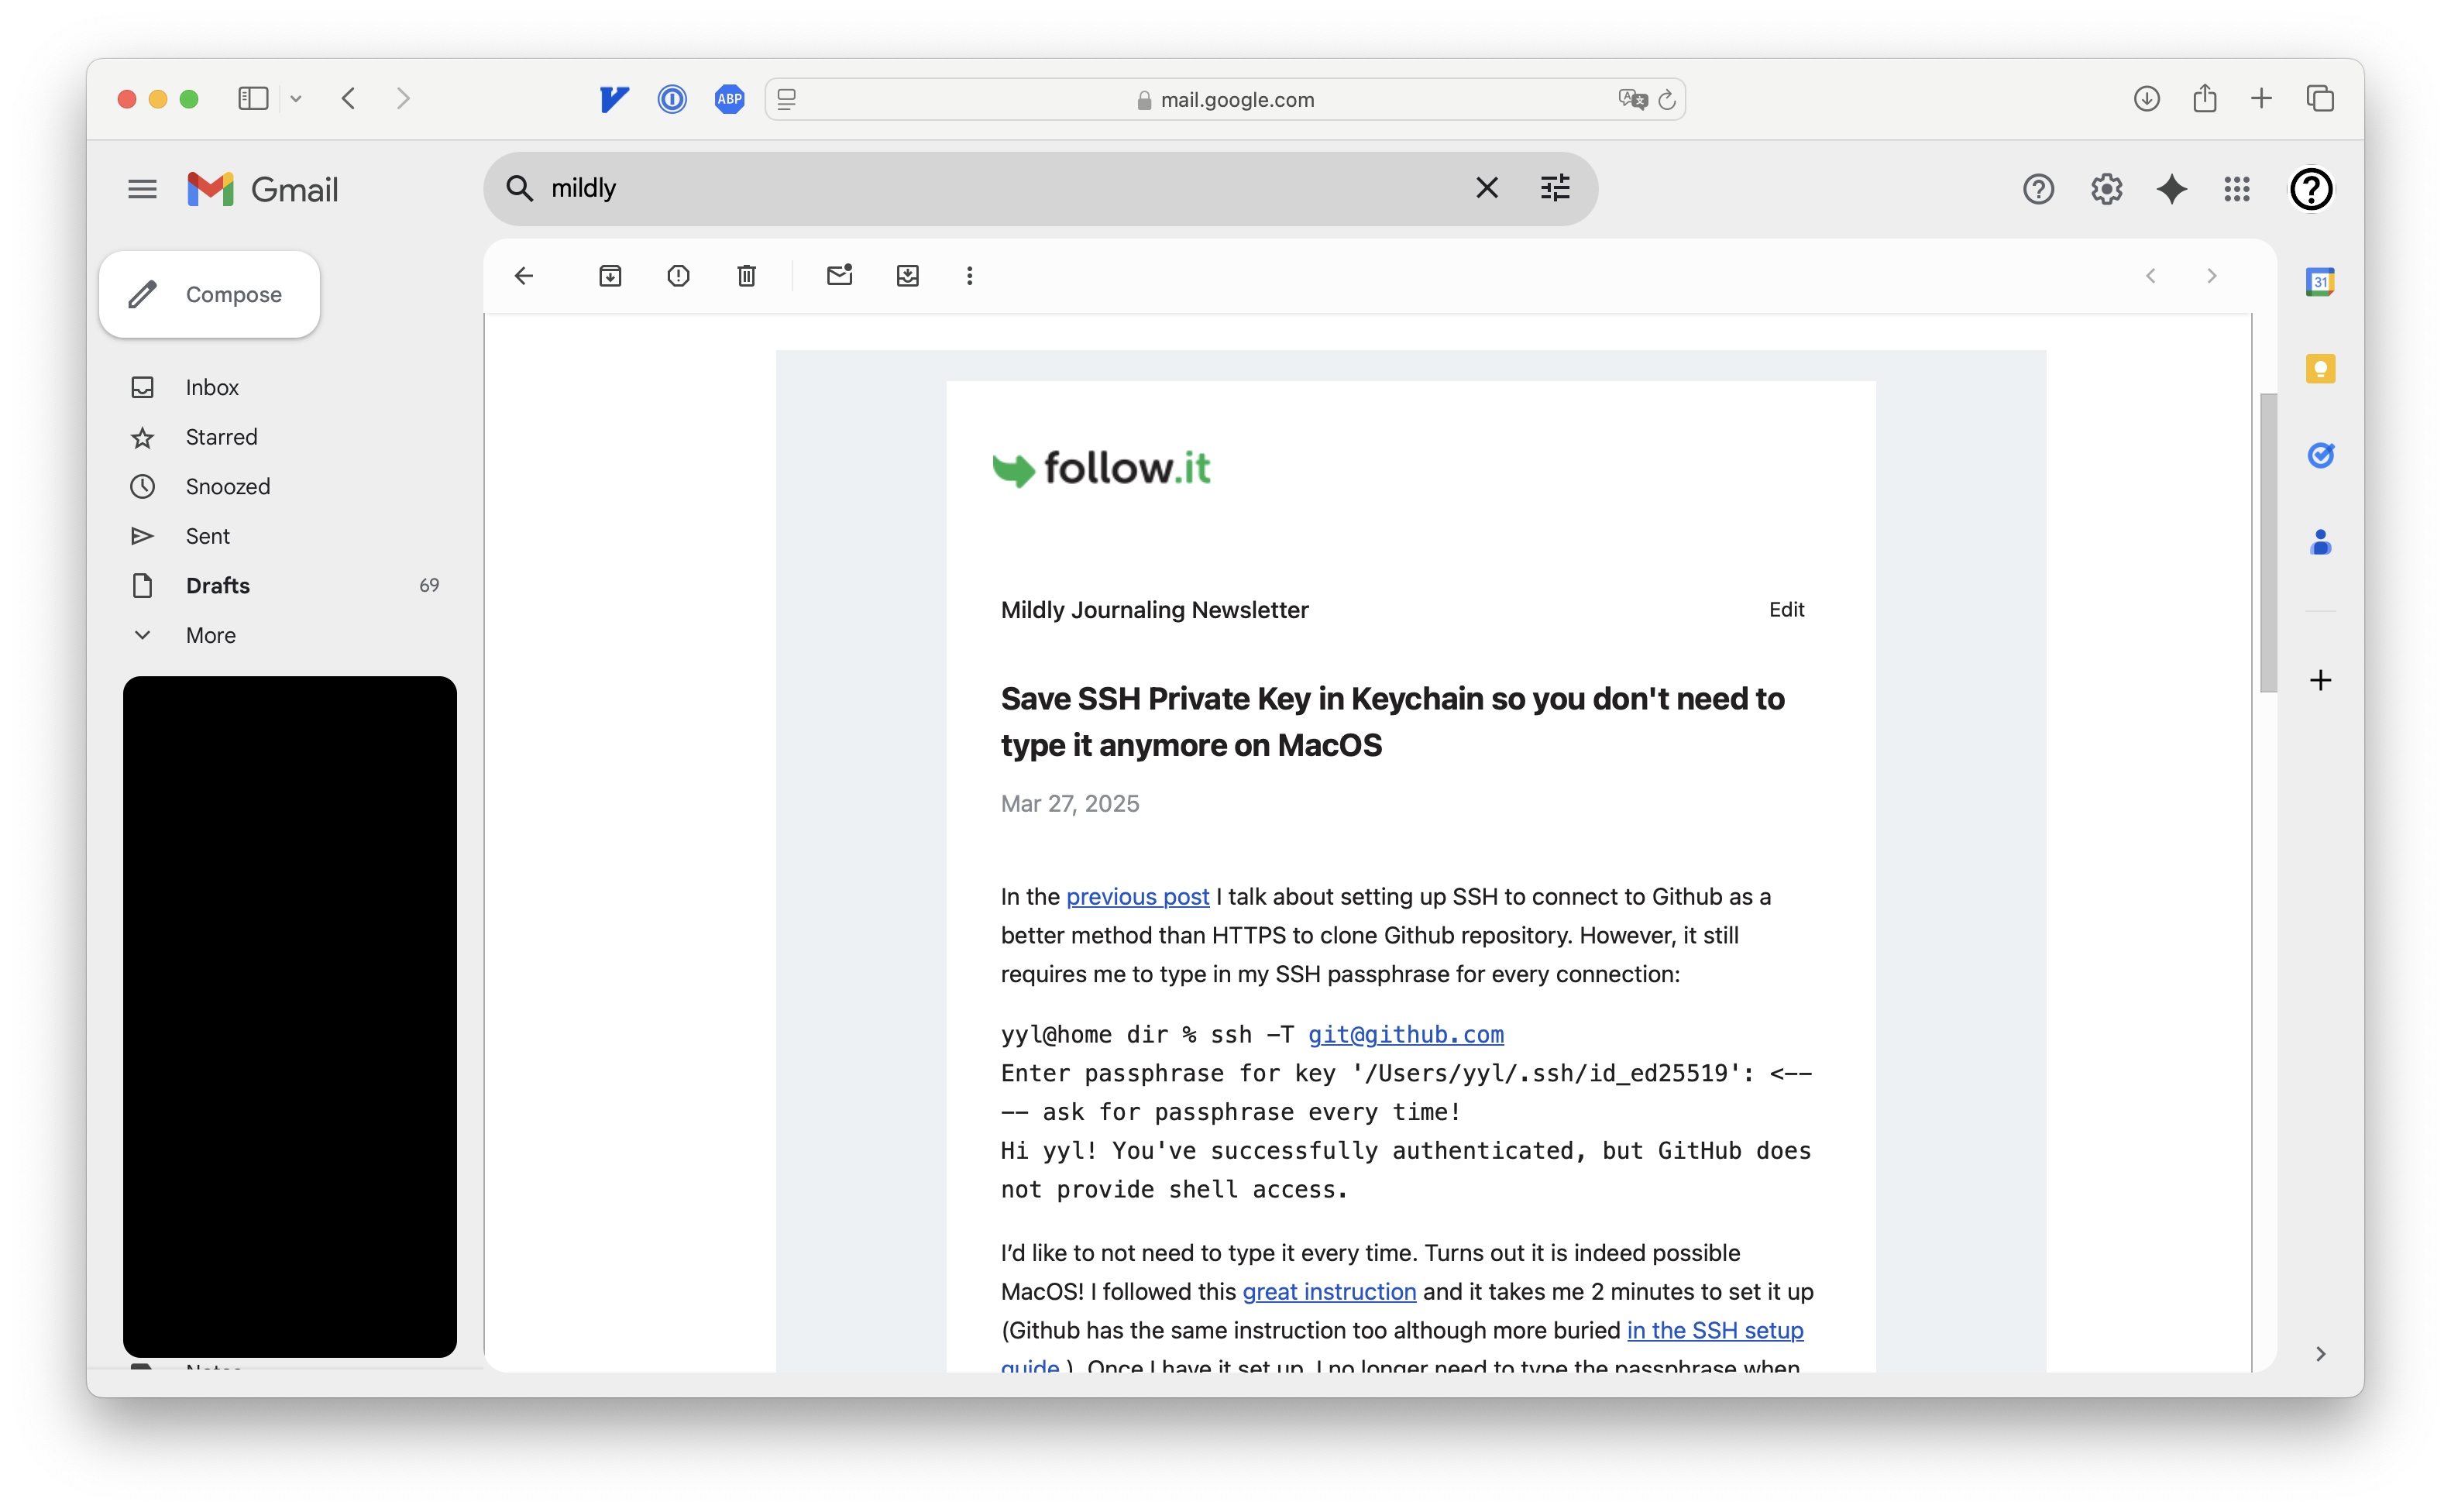 ABP
mail.google.com
Gmail
mildly
Compose
Inbox
Starred
Snoozed
Sent
Drafts 69
More
Notes
31
follow.it
Mildly Journaling Newsletter Edit
Save SSH Private Key in Keychain so you don't need to
type it anymore on MacOS
Mar 27, 2025
In the previous post I talk about setting up SSH to connect to Github as a
better method than HTTPS to clone Github repository. However, it still
requires me to type in my SSH passphrase for every connection:
yyl@home dir % ssh -T git@github.com
Enter passphrase for key '/Users/yyl/.ssh/id_ed25519': <--
-- ask for passphrase every time!
Hi yyl! You've successfully authenticated, but GitHub does
not provide shell access.
I’d like to not need to type it every time. Turns out it is indeed possible
MacOS! I followed this great instruction and it takes me 2 minutes to set it up
(Github has the same instruction too although more buried in the SSH setup
guide ). Once I have it set up, I no longer need to type the passphrase when